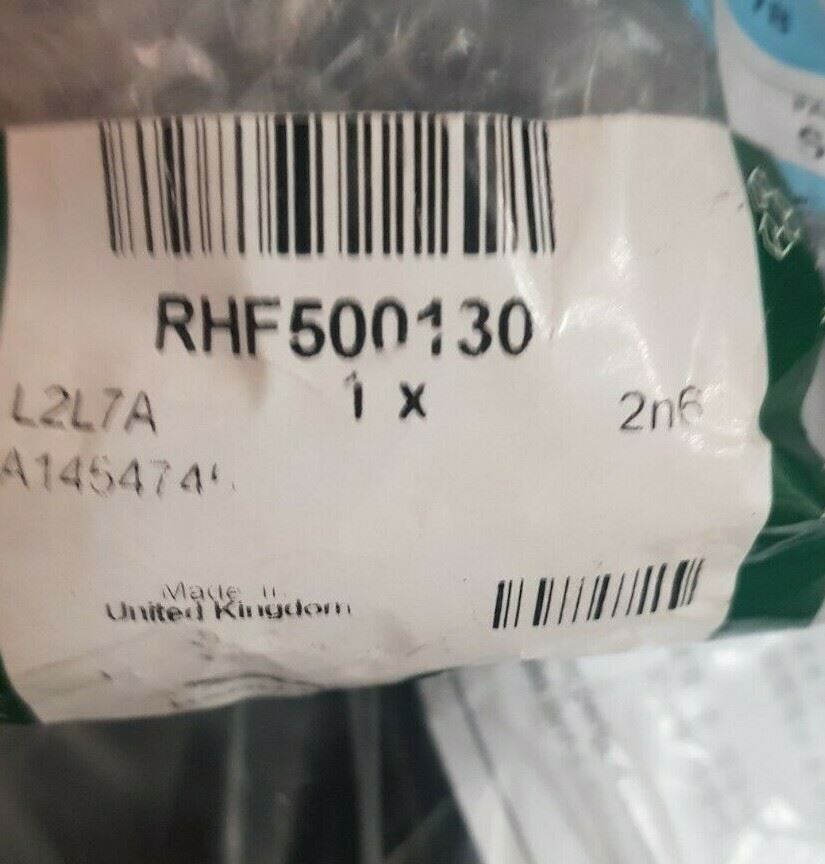 RHF500130
L2L7A 1 x 2n6
Made in
United Kingdom